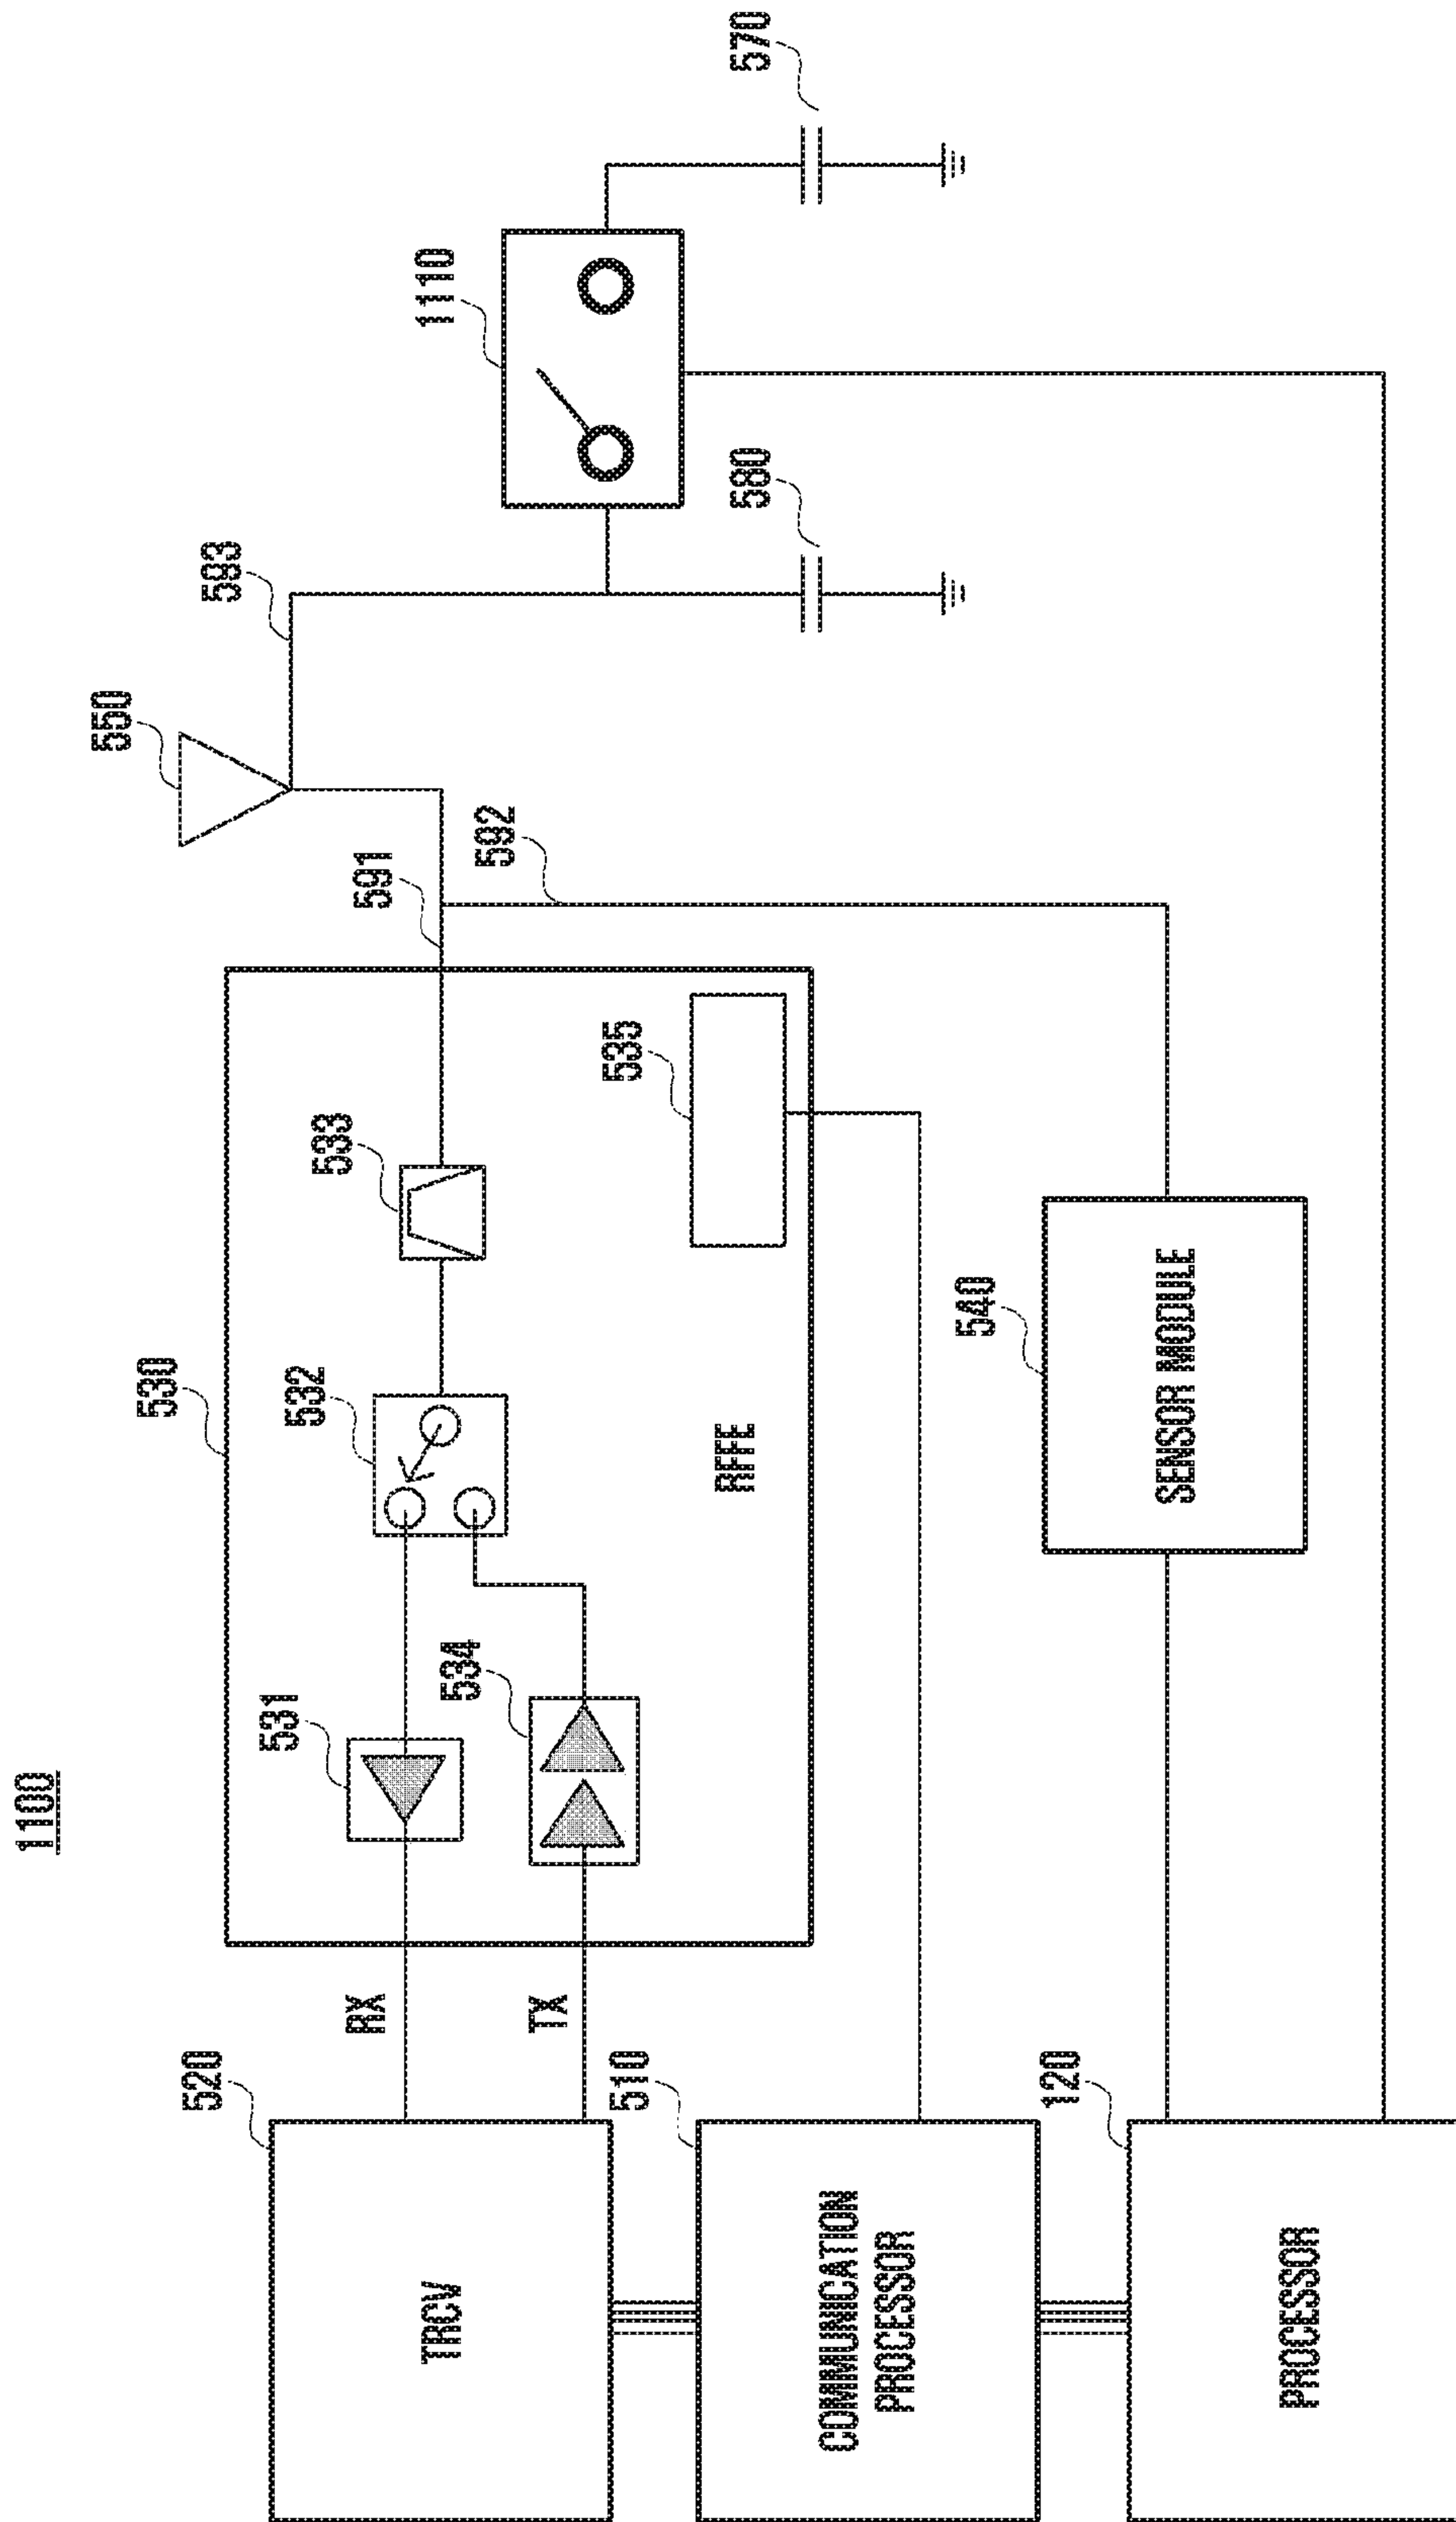 1100
520
TRCV
RX
TX
510
COMMUNICATION
PROCESSOR
120
PROCESSOR
530
531
534
532
533
535
RFFE
540
SENSOR MODULE
591
592
550
593
580
1110
570